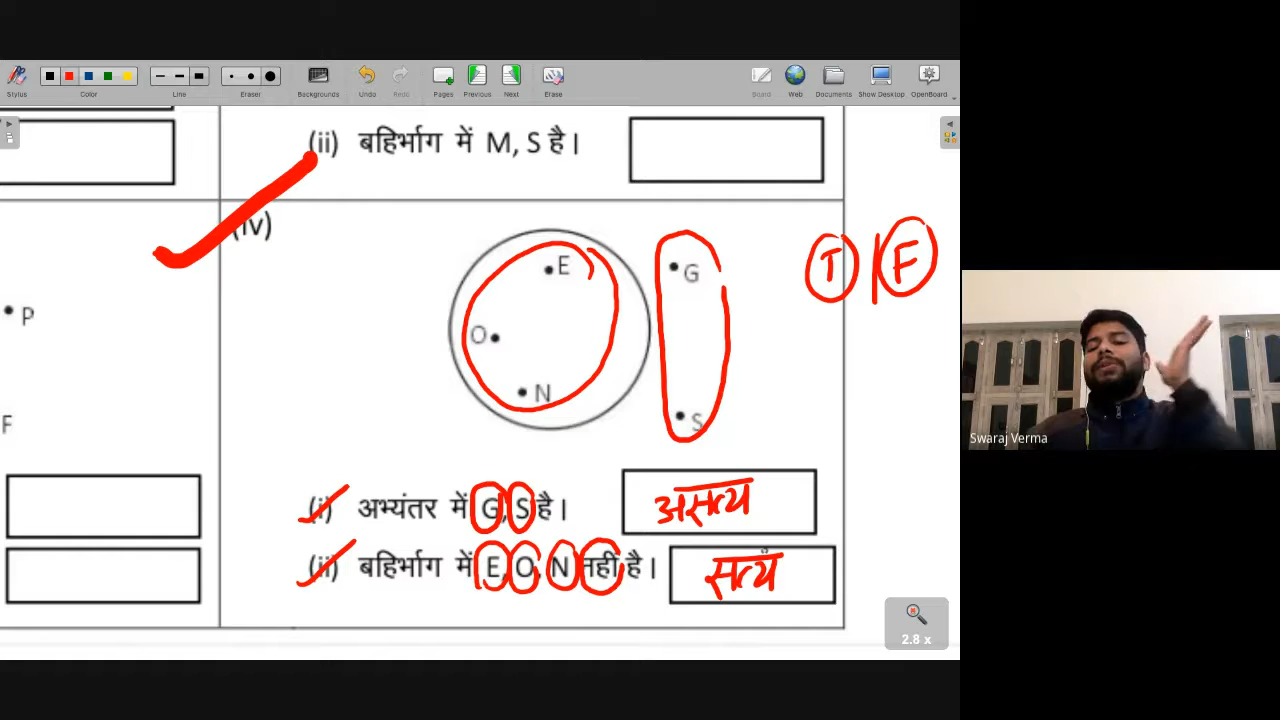 Stylus Color Line Eraser Backgrounds Undo Redo Pages Previous Next Erase Board Web Documents Show Desktop OpenBoard
(ii) बहिर्भाग में M, S है।
(iv)
T | F
E
G
P
O
N
S
F
(i) अभ्यंतर में G, S है।
असत्य
(ii) बहिर्भाग में E, O, N नहीं है।
सत्य
2.8 x
Swaraj Verma